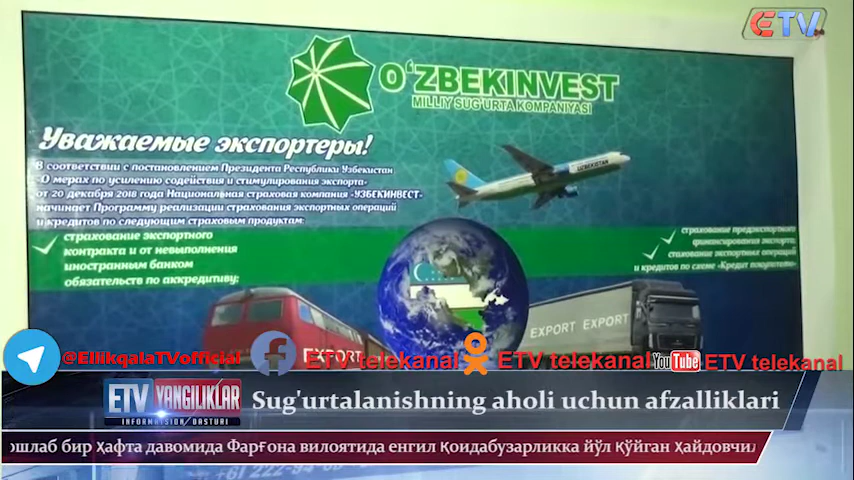 ETV
O'ZBEKINVEST
MILLIY SUG'URTA KOMPANIYASI
Уважаемые экспортеры!
В соответствии с постановлением Президента Республики Узбекистан
«О мерах по усилению содействия и стимулирования экспорта»
от 20 декабря 2018 года Национальная страховая компания «УЗБЕКИНВЕСТ»
начинает Программу реализации страхования экспортных операций
и кредитов по следующим страховым продуктам:
страхование экспортного
контракта и от невыполнения
иностранным банком
обязательств по аккредитиву;
страхование предэкспортного
финансирования экспорта;
стахование экспортных операций
и кредитов по схеме «Кредит покупателю»
UZBEKISTAN
EXPORT
EXPORT EXPORT
@EllikqalaTVofficial
ETV telekanal
ETV telekanal
YouTube
ETV telekanal
ETV YANGILIKLAR
INFORMATSION DASTURI
Sug'urtalanishning aholi uchun afzalliklari
ошлаб бир ҳафта давомида Фарғона вилоятида енгил қоидабузарликка йўл қўйган ҳайдовчил